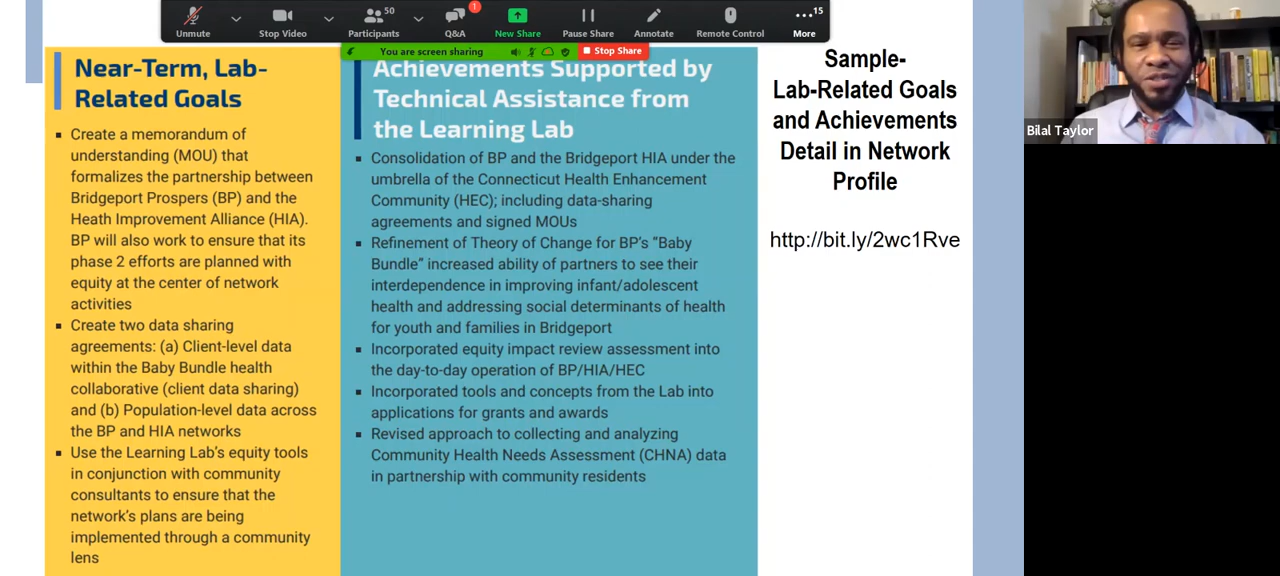 50
1
15
Unmute
Stop Video
Participants
Q&A
New Share
Pause Share
Annotate
Remote Control
More
You are screen sharing
Stop Share
Near-Term, Lab-
Related Goals
▪ Create a memorandum of
understanding (MOU) that
formalizes the partnership between
Bridgeport Prospers (BP) and the
Heath Improvement Alliance (HIA).
BP will also work to ensure that its
phase 2 efforts are planned with
equity at the center of network
activities
▪ Create two data sharing
agreements: (a) Client-level data
within the Baby Bundle health
collaborative (client data sharing)
and (b) Population-level data across
the BP and HIA networks
▪ Use the Learning Lab's equity tools
in conjunction with community
consultants to ensure that the
network's plans are being
implemented through a community
lens
Achievements Supported by
Technical Assistance from
the Learning Lab
▪ Consolidation of BP and the Bridgeport HIA under the
umbrella of the Connecticut Health Enhancement
Community (HEC); including data-sharing
agreements and signed MOUs
▪ Refinement of Theory of Change for BP's "Baby
Bundle" increased ability of partners to see their
interdependence in improving infant/adolescent
health and addressing social determinants of health
for youth and families in Bridgeport
▪ Incorporated equity impact review assessment into
the day-to-day operation of BP/HIA/HEC
▪ Incorporated tools and concepts from the Lab into
applications for grants and awards
▪ Revised approach to collecting and analyzing
Community Health Needs Assessment (CHNA) data
in partnership with community residents
Sample-
Lab-Related Goals
and Achievements
Detail in Network
Profile
http://bit.ly/2wc1Rve
Bilal Taylor